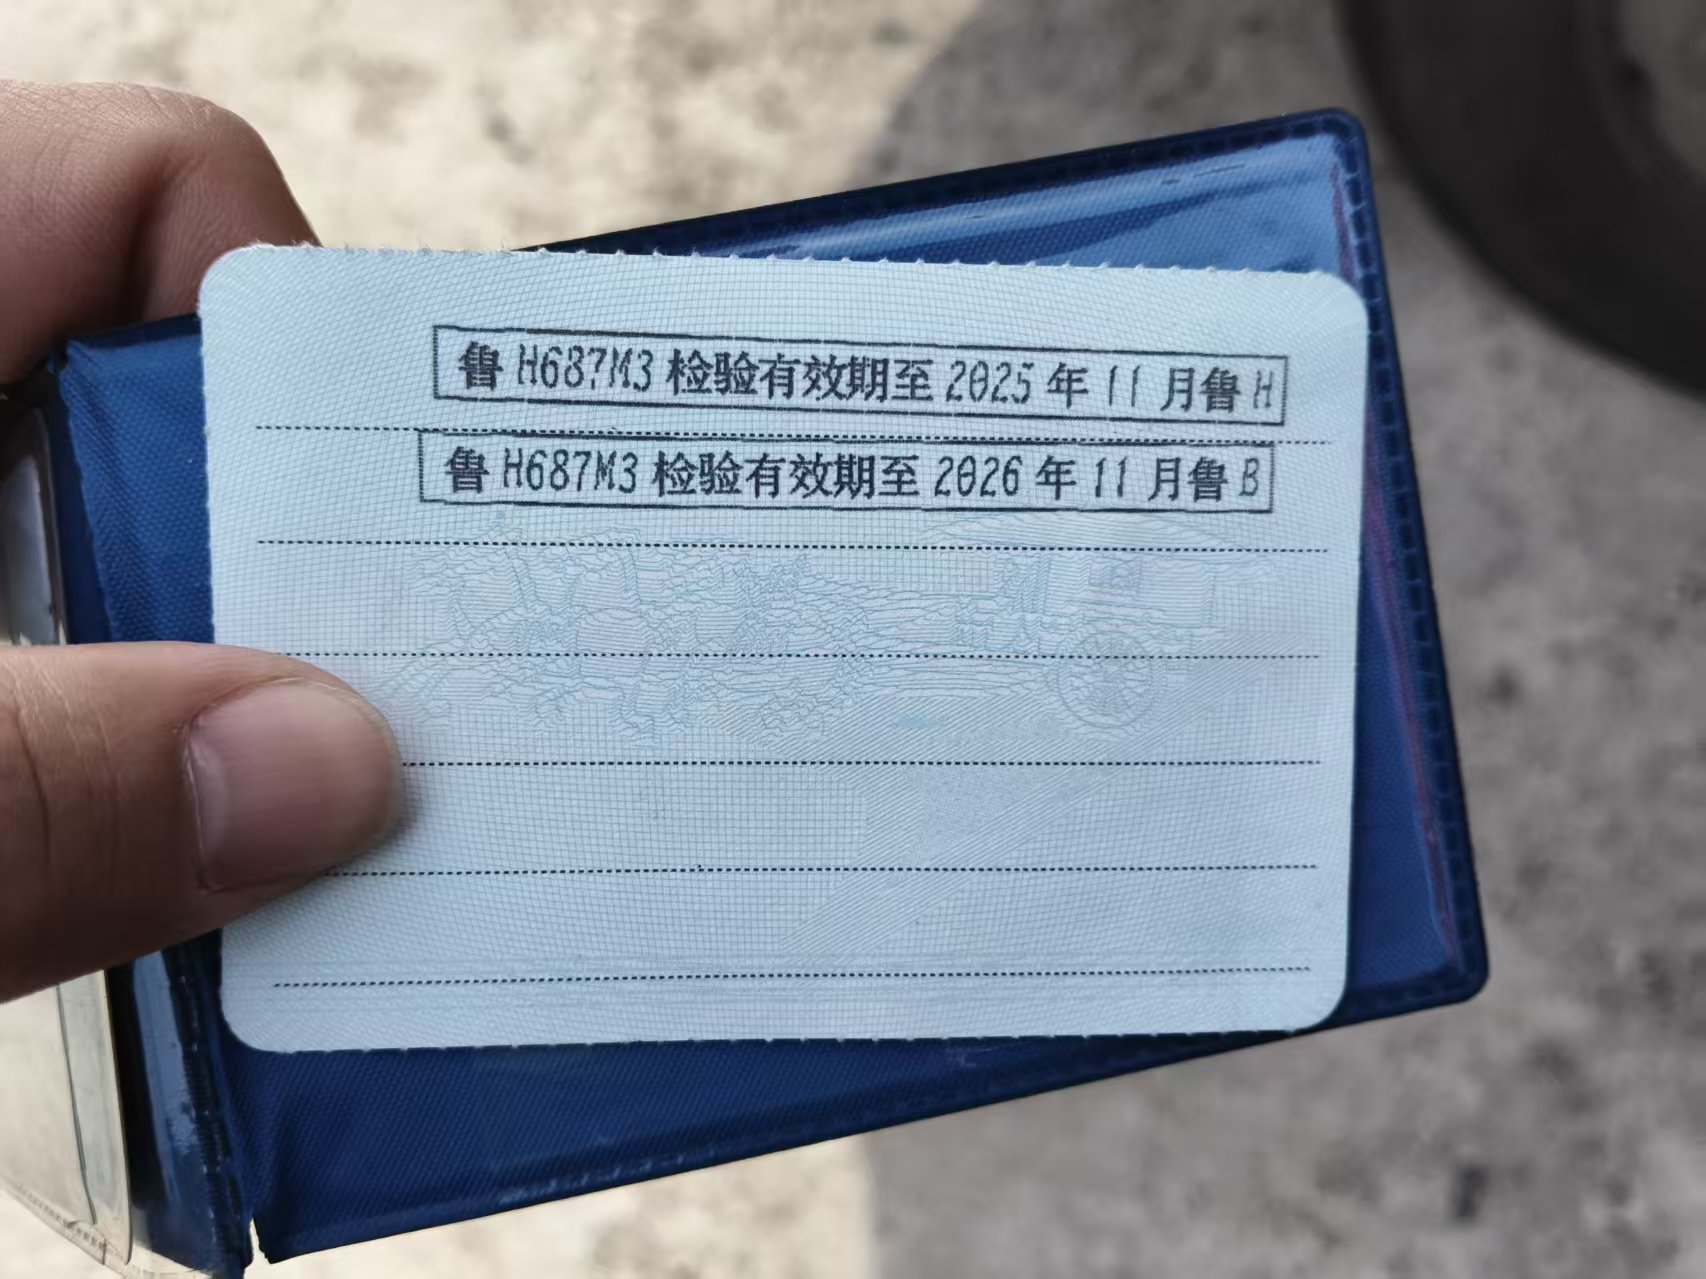 鲁 H687M3 检验有效期至 2025 年 11 月鲁 H
鲁 H687M3 检验有效期至 2026 年 11 月鲁 B